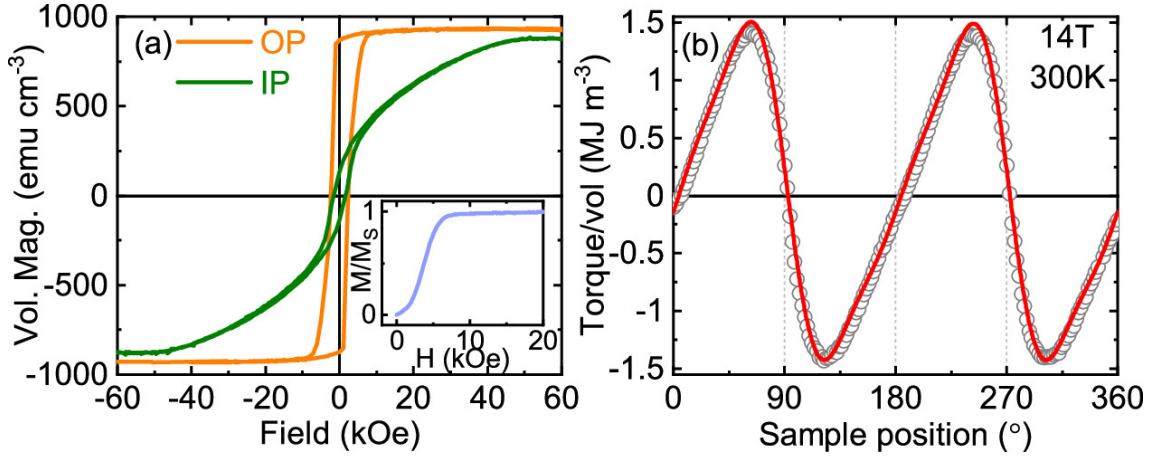 (a)
OP
IP
Vol. Mag. (emu cm⁻³)
1000
500
0
-500
-1000
-60 -40 -20 0 20 40 60
Field (kOe)
M/M_S
1
0
0 10 20
H (kOe)
(b)
14T
300K
Torque/vol (MJ m⁻³)
1.5
1
0.5
0
-0.5
-1
-1.5
0 90 180 270 360
Sample position (°)